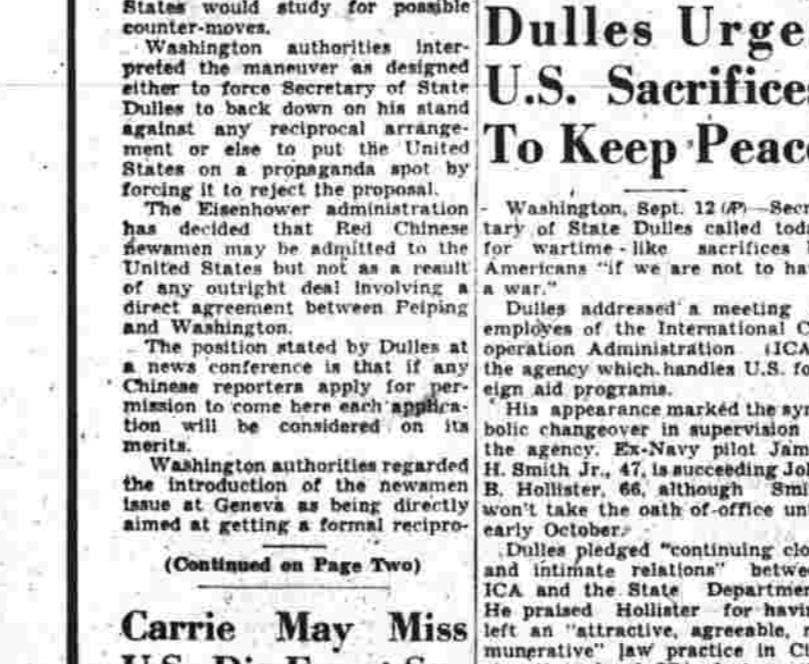 States would study for possible
counter-moves.
Washington authorities inter-
preted the maneuver as designed
either to force Secretary of State
Dulles to back down on his stand
against any reciprocal arrange-
ment or else to put the United
States on a propaganda spot by
forcing it to reject the proposal.
The Eisenhower administration
has decided that Red Chinese
newsmen may be admitted to the
United States but not as a result
of any outright deal involving a
direct agreement between Peiping
and Washington.
The position stated by Dulles at
a news conference is that if any
Chinese reporters apply for per-
mission to come here each applica-
tion will be considered on its
merits.
Washington authorities regarded
the introduction of the newsmen
issue at Geneva as being directly
aimed at getting a formal recipro-
(Continued on Page Two)
Carrie May Miss
Dulles Urge
U.S. Sacrifices
To Keep Peac
Washington, Sept. 12 (AP)—Secr
tary of State Dulles called toda
for wartime-like sacrifices
Americans "if we are not to ha
a war."
Dulles addressed a meeting
employes of the International C
operation Administration (ICA
the agency which handles U.S. fo
eign aid programs.
His appearance marked the sym
bolic changeover in supervision
the agency. Ex-Navy pilot Jam
H. Smith Jr., 47, is succeeding Jo
B. Hollister, 66, although Smi
won't take the oath of office un
early October.
Dulles pledged "continuing clo
and intimate relations" betwe
ICA and the State Departme
He praised Hollister for havi
left an "attractive, agreeable,
munerative" law practice in C